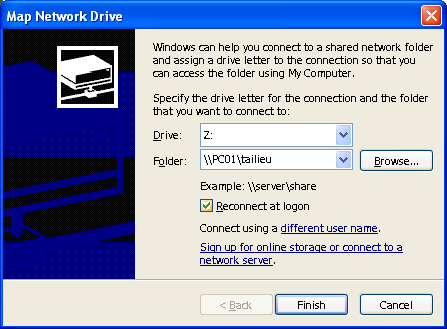 Map Network Drive
Windows can help you connect to a shared network folder
and assign a drive letter to the connection so that you
can access the folder using My Computer.
Specify the drive letter for the connection and the folder
that you want to connect to:
Drive: Z:
Folder: \\PC01\tailieu Browse...
Example: \\server\share
Reconnect at logon
Connect using a different user name.
Sign up for online storage or connect to a
network server.
< Back Finish Cancel